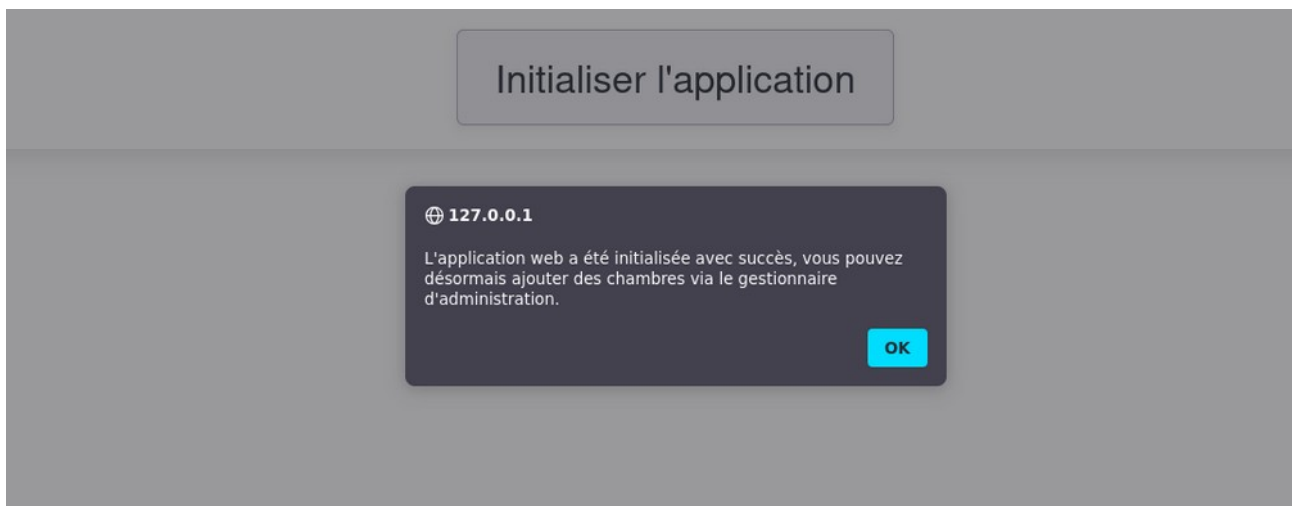 Initialiser l'application
127.0.0.1
L'application web a été initialisée avec succès, vous pouvez
désormais ajouter des chambres via le gestionnaire
d'administration.
OK